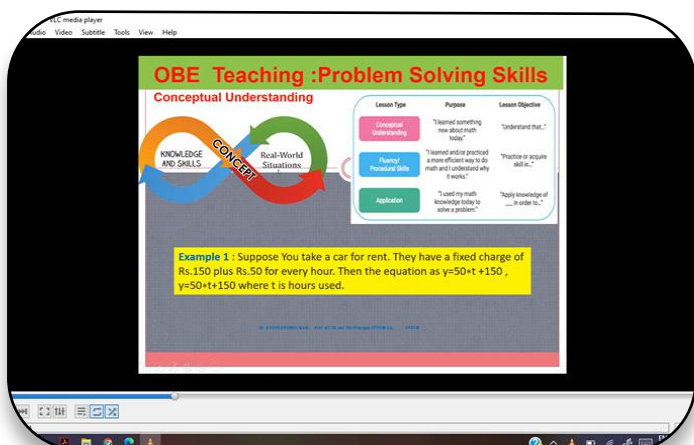 VLC media player
Audio Video Subtitle Tools View Help
OBE Teaching :Problem Solving Skills
Conceptual Understanding
KNOWLEDGE
AND SKILLS
CONCEPT
Real-World
Situations
Lesson Type Purpose Lesson Objective
Conceptual
Understanding
"I learned something
new about math
today."
"Understand that..."
Fluency/
Procedural Skills
"I learned and/or practiced
a more efficient way to do
math and I understand why
it works."
"Practice or acquire
skill in..."
Application
"I used my math
knowledge today to
solve a problem."
"Apply knowledge of
__ in order to..."
Example 1 : Suppose You take a car for rent. They have a fixed charge of
Rs.150 plus Rs.50 for every hour. Then the equation as y=50∗t +150 ,
y=50∗t+150 where t is hours used.